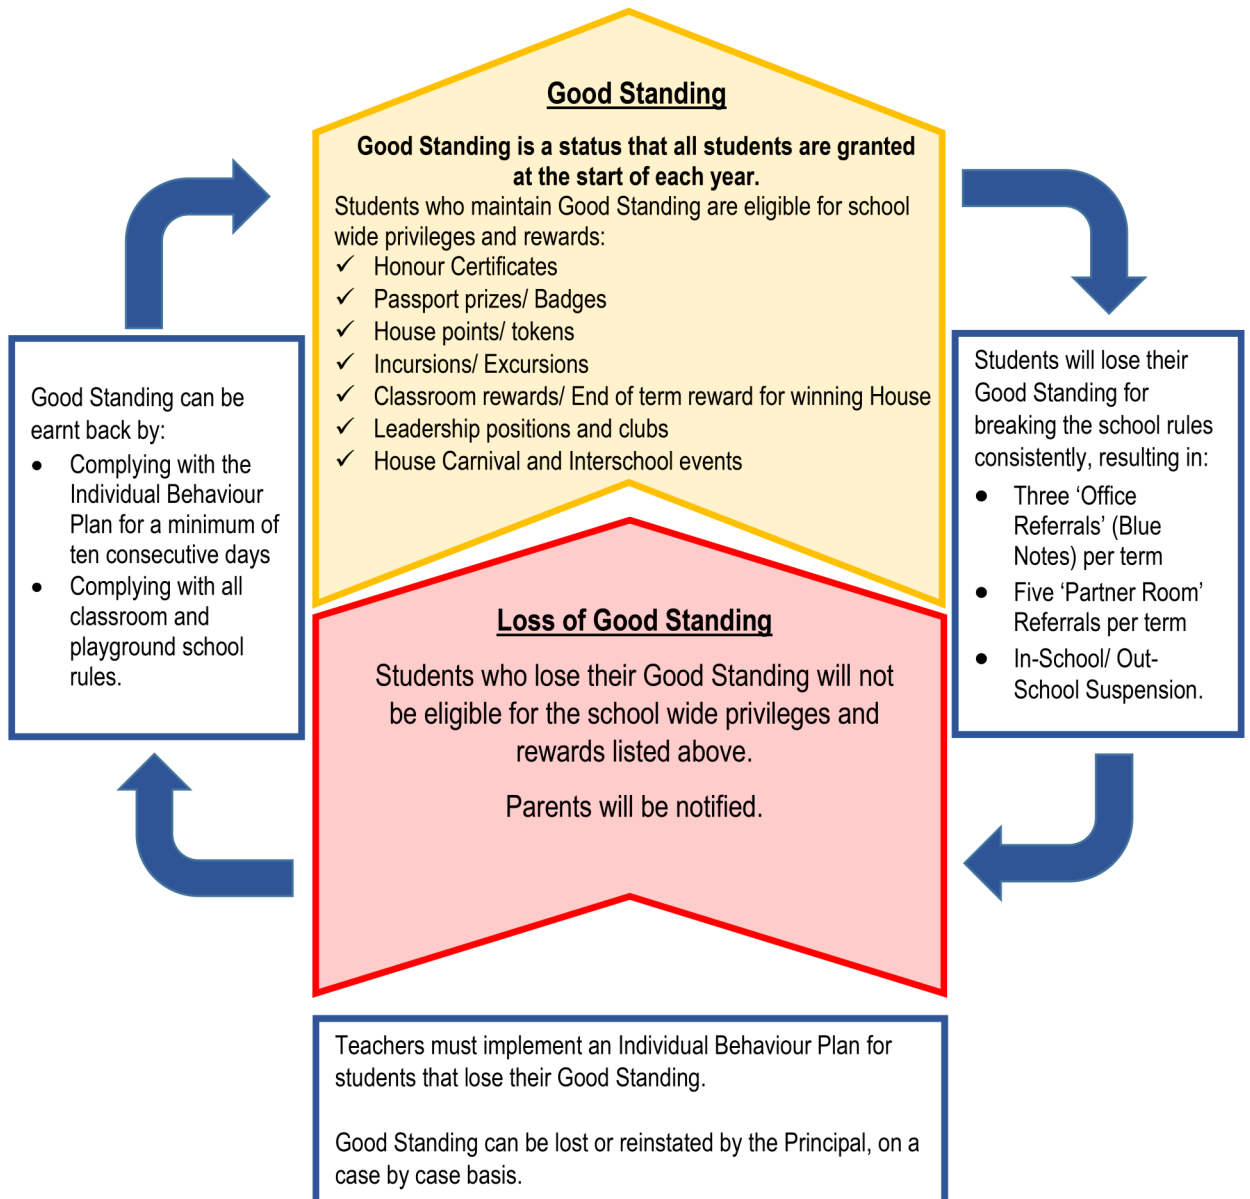 Good Standing
Good Standing is a status that all students are granted
at the start of each year.
Students who maintain Good Standing are eligible for school
wide privileges and rewards:
✓ Honour Certificates
✓ Passport prizes/ Badges
✓ House points/ tokens
✓ Incursions/ Excursions
✓ Classroom rewards/ End of term reward for winning House
✓ Leadership positions and clubs
✓ House Carnival and Interschool events
Students will lose their
Good Standing for
breaking the school rules
consistently, resulting in:
● Three ‘Office
Referrals’ (Blue
Notes) per term
● Five ‘Partner Room’
Referrals per term
● In-School/ Out-
School Suspension.
Loss of Good Standing
Students who lose their Good Standing will not
be eligible for the school wide privileges and
rewards listed above.
Parents will be notified.
Good Standing can be
earnt back by:
● Complying with the
Individual Behaviour
Plan for a minimum of
ten consecutive days
● Complying with all
classroom and
playground school
rules.
Teachers must implement an Individual Behaviour Plan for
students that lose their Good Standing.
Good Standing can be lost or reinstated by the Principal, on a
case by case basis.